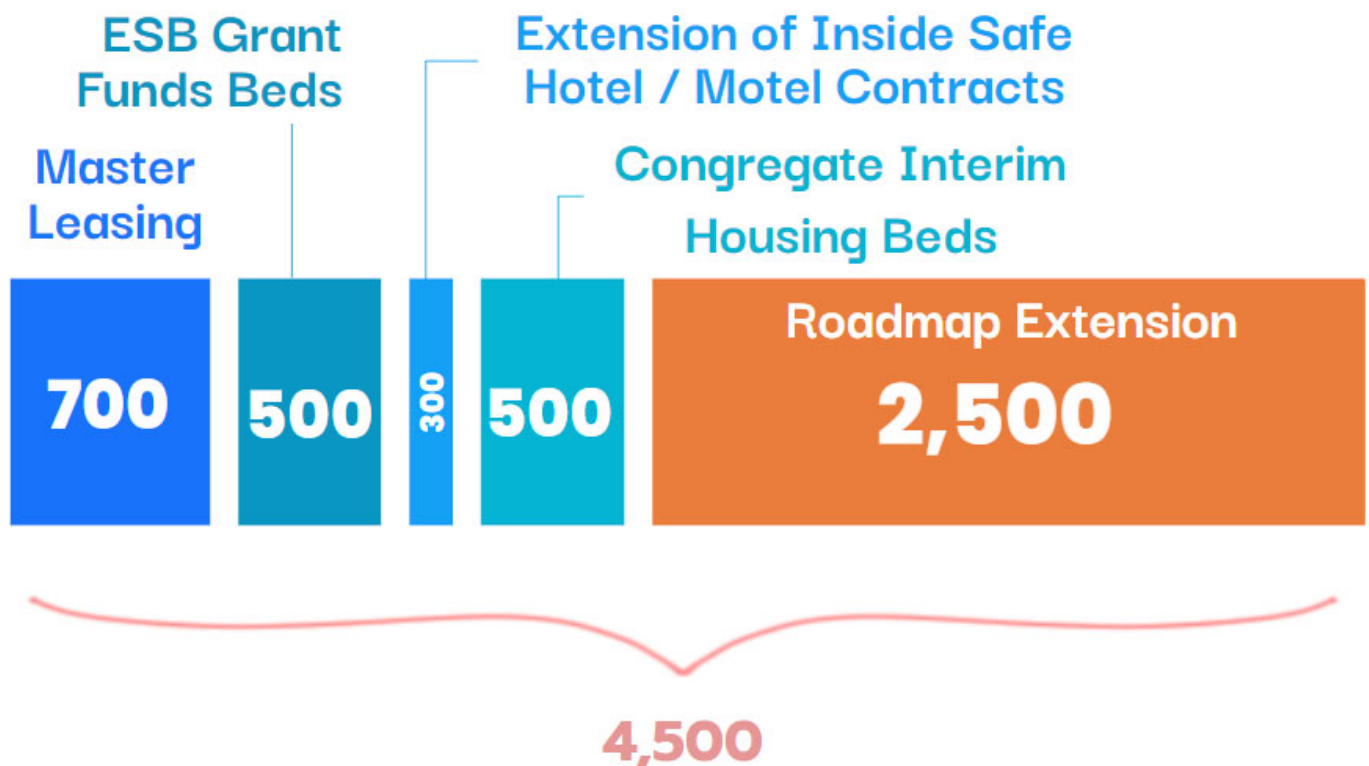 ESB Grant
Funds Beds
Extension of Inside Safe
Hotel / Motel Contracts
Master
Leasing
Congregate Interim
Housing Beds
Roadmap Extension
700
500
300
500
2,500
4,500